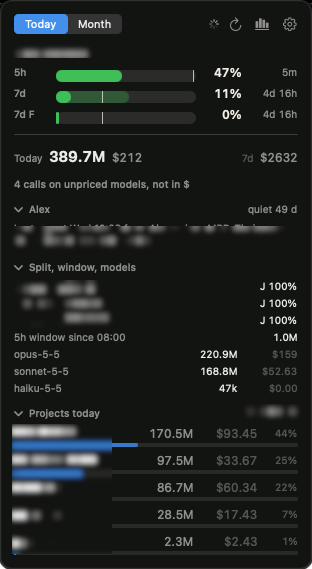 Today Month
5h 47% 5m
7d 11% 4d 16h
7d F 0% 4d 16h
Today 389.7M $212 7d $2632
4 calls on unpriced models, not in $
Alex quiet 49 d
Split, window, models
J 100%
J 100%
J 100%
5h window since 08:00 1.0M
opus-5-5 220.9M $159
sonnet-5-5 168.8M $52.63
haiku-5-5 47k $0.00
Projects today
170.5M $93.45 44%
97.5M $33.67 25%
86.7M $60.34 22%
28.5M $17.43 7%
2.3M $2.43 1%